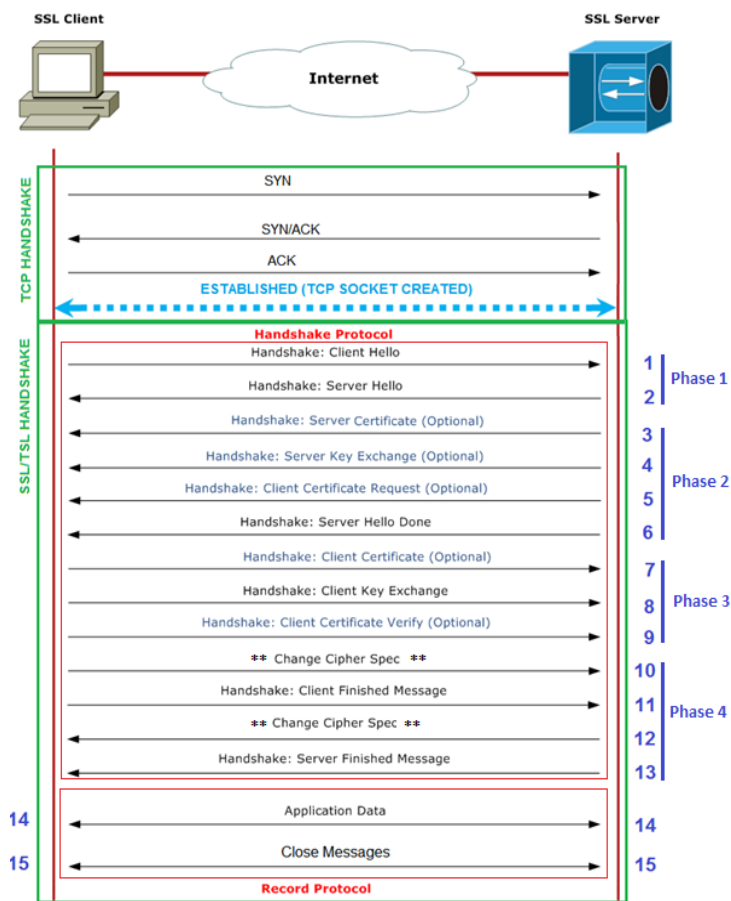 SSL Client
SSL Server
Internet
TCP HANDSHAKE
SYN
SYN/ACK
ACK
ESTABLISHED (TCP SOCKET CREATED)
SSL/TSL HANDSHAKE
Handshake Protocol
Handshake: Client Hello
1
Phase 1
Handshake: Server Hello
2
Handshake: Server Certificate (Optional)
3
Handshake: Server Key Exchange (Optional)
4
Phase 2
Handshake: Client Certificate Request (Optional)
5
Handshake: Server Hello Done
6
Handshake: Client Certificate (Optional)
7
Handshake: Client Key Exchange
8
Phase 3
Handshake: Client Certificate Verify (Optional)
9
** Change Cipher Spec **
10
Handshake: Client Finished Message
11
Phase 4
** Change Cipher Spec **
12
Handshake: Server Finished Message
13
14
Application Data
14
15
Close Messages
15
Record Protocol